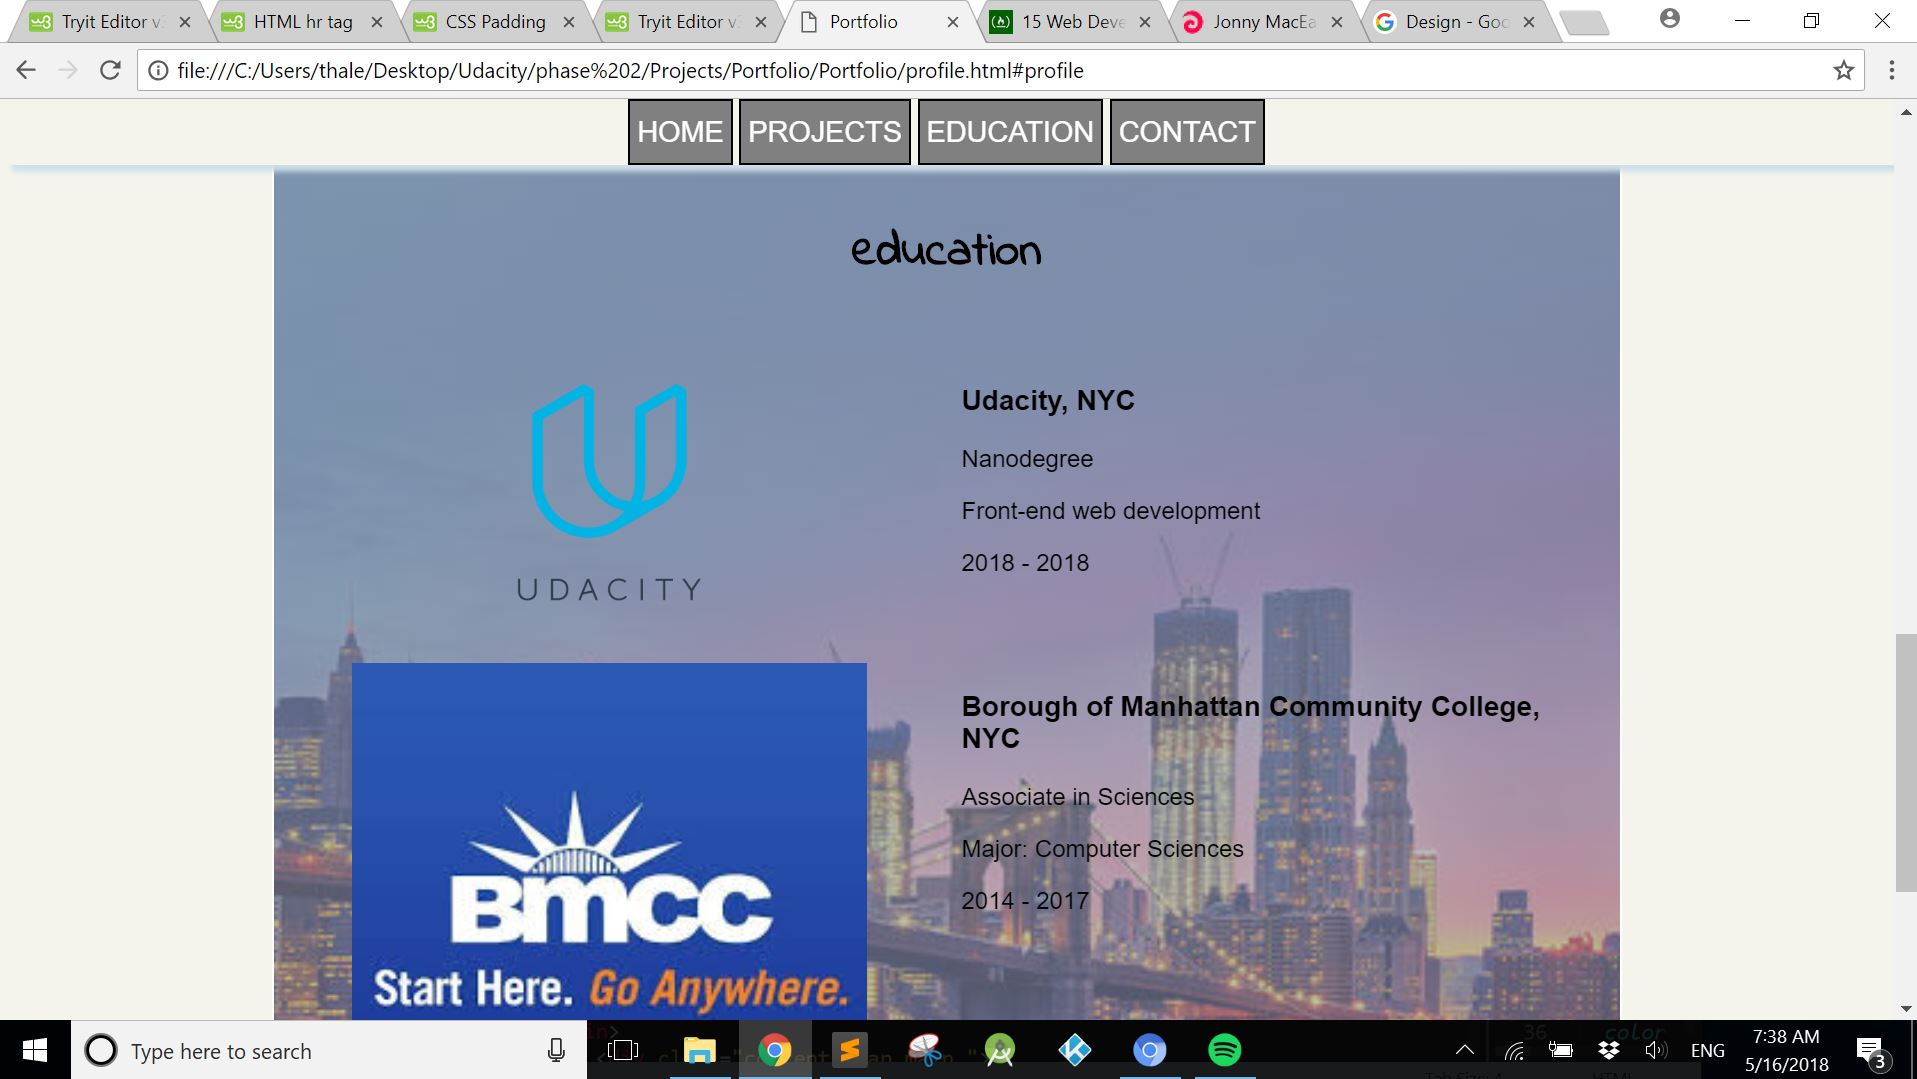 Tryit Editor v
HTML hr tag
CSS Padding
Tryit Editor v
Portfolio
15 Web Deve
Jonny MacEa
Design - Goo
file:///C:/Users/thale/Desktop/Udacity/phase%202/Projects/Portfolio/Portfolio/profile.html#profile
HOME PROJECTS EDUCATION CONTACT
education
UDACITY
Udacity, NYC
Nanodegree
Front-end web development
2018 - 2018
BMCC
Start Here. Go Anywhere.
Borough of Manhattan Community College,
NYC
Associate in Sciences
Major: Computer Sciences
2014 - 2017
Type here to search
36 color
ENG
7:38 AM
5/16/2018
3